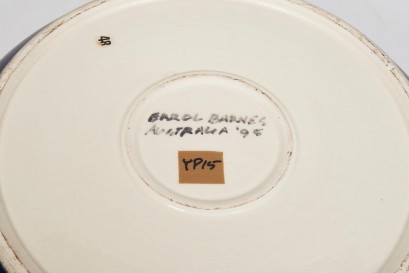 48
CAROL BARNES
AUSTRALIA '95
YP15